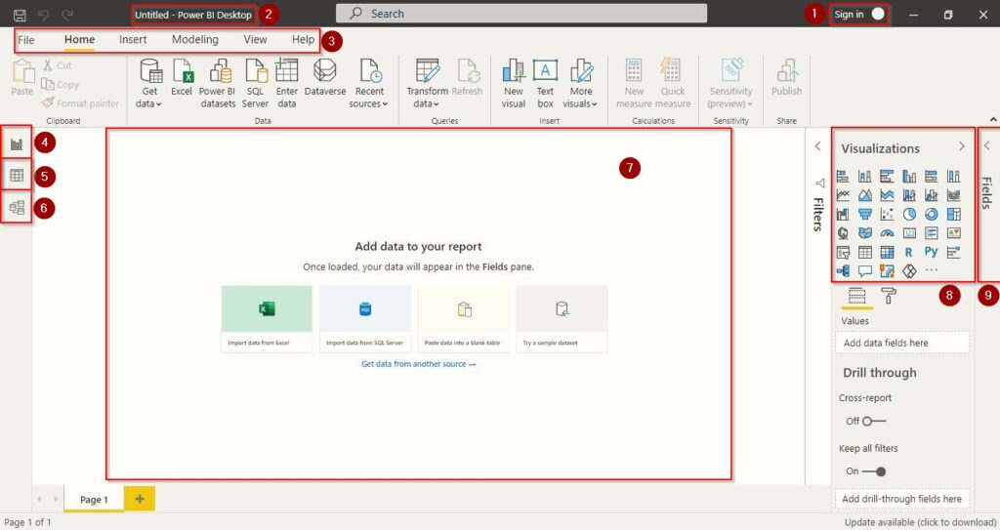 Untitled - Power BI Desktop
2
Search
1
Sign in
File
Home
Insert
Modeling
View
Help
3
Paste
Cut
Copy
Format painter
Clipboard
Get data
Excel
Power BI datasets
SQL Server
Enter data
Dataverse
Recent sources
Data
Transform data
Refresh
Queries
New visual
Text box
More visuals
Insert
New measure
Quick measure
Calculations
Sensitivity (preview)
Sensitivity
Publish
Share
4
5
6
7
Add data to your report
Once loaded, your data will appear in the Fields pane.
Import data from Excel
SQL
Import data from SQL Server
Paste data into a blank table
Try a sample dataset
Get data from another source →
Filters
Visualizations
123
R
Py
...
8
Values
Add data fields here
Drill through
Cross-report
Off
Keep all filters
On
Add drill-through fields here
Fields
9
Page 1
+
Page 1 of 1
Update available (click to download)